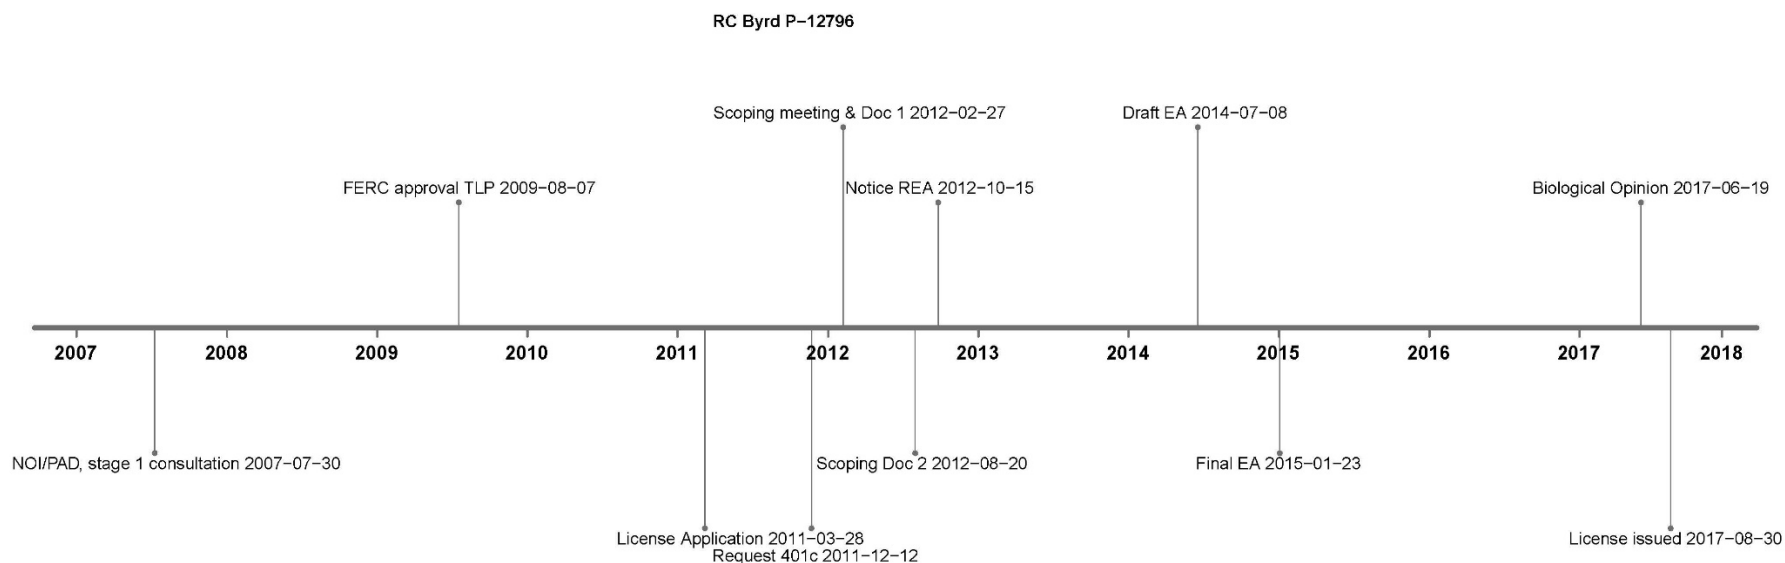 RC Byrd P−12796
Scoping meeting & Doc 1 2012−02−27
Draft EA 2014−07−08
FERC approval TLP 2009−08−07
Notice REA 2012−10−15
Biological Opinion 2017−06−19
2007 2008 2009 2010 2011 2012 2013 2014 2015 2016 2017 2018
NOI/PAD, stage 1 consultation 2007−07−30
Scoping Doc 2 2012−08−20
Final EA 2015−01−23
License Application 2011−03−28
License issued 2017−08−30
Request 401c 2011−12−12